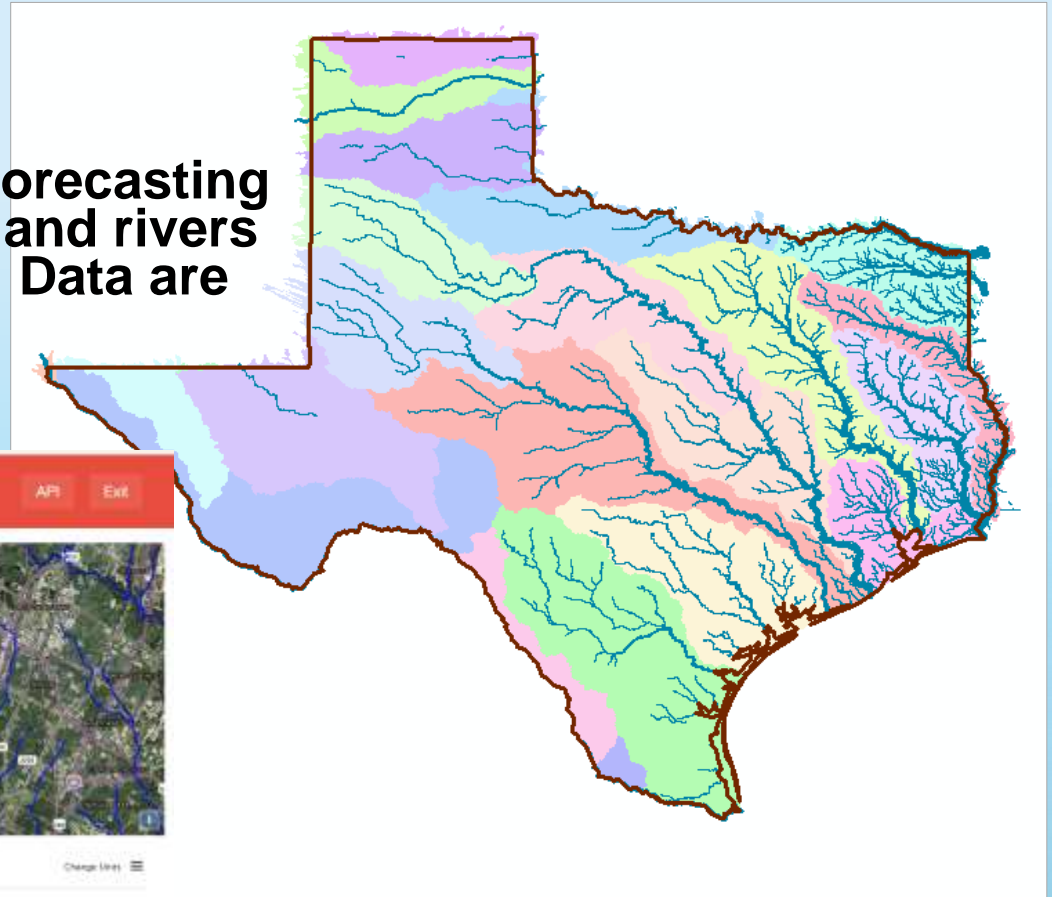 orecasting
and rivers
Data are
API Exit
Change Units